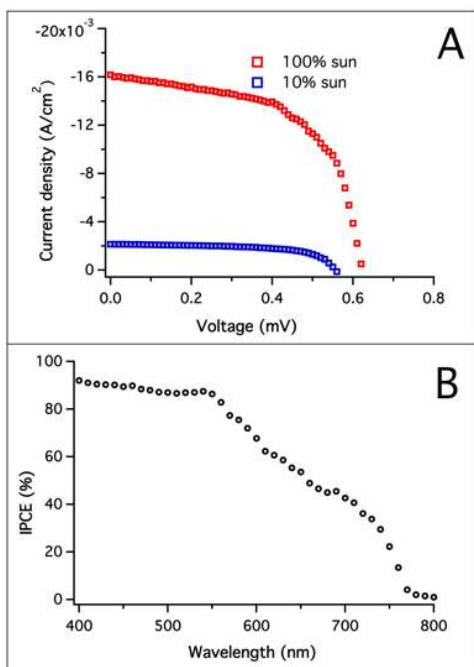 -20x10⁻³
-16
-12
-8
-4
0
Current density (A/cm²)
A
100% sun
10% sun
0.0
0.2
0.4
0.6
0.8
Voltage (mV)
B
100
80
60
40
20
0
IPCE (%)
400
500
600
700
800
Wavelength (nm)